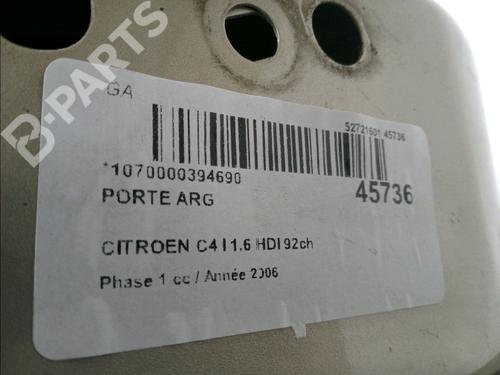 B-PARTS
GA
52721601 45736
*1070000394690
45736
PORTE ARG
CITROEN C4 I 1.6 HDI 92ch
Phase 1 cc / Année 2006